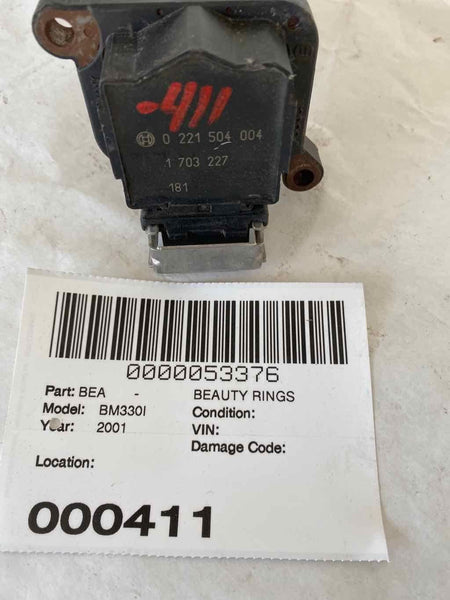 -411
0 221 504 004
1 703 227
181
0000053376
Part: BEA - BEAUTY RINGS
Model: BM330I Condition:
Year: 2001 VIN:
Damage Code:
Location:
000411